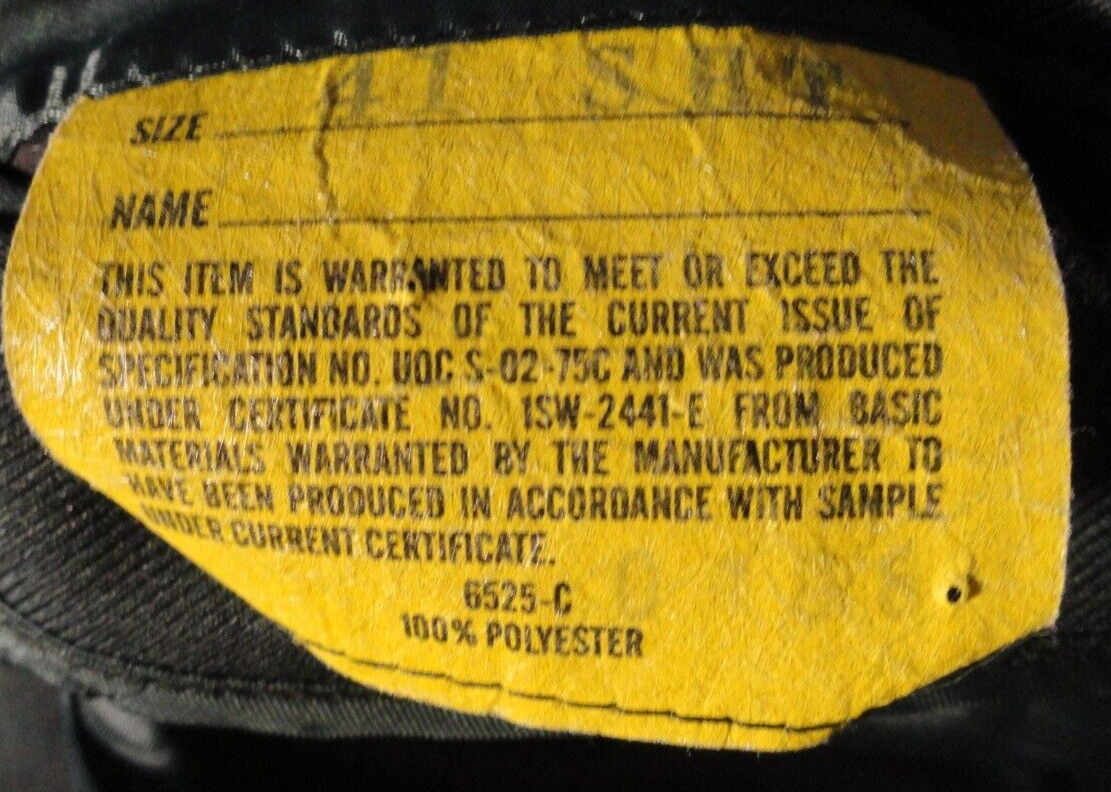 SIZE 41 SHT
NAME
THIS ITEM IS WARRANTED TO MEET OR EXCEED THE
QUALITY STANDARDS OF THE CURRENT ISSUE OF
SPECIFICATION NO. UQC S-02-75C AND WAS PRODUCED
UNDER CERTIFICATE NO. 1SW-2441-E FROM BASIC
MATERIALS WARRANTED BY THE MANUFACTURER TO
HAVE BEEN PRODUCED IN ACCORDANCE WITH SAMPLE
UNDER CURRENT CERTIFICATE.
6525-C
100% POLYESTER